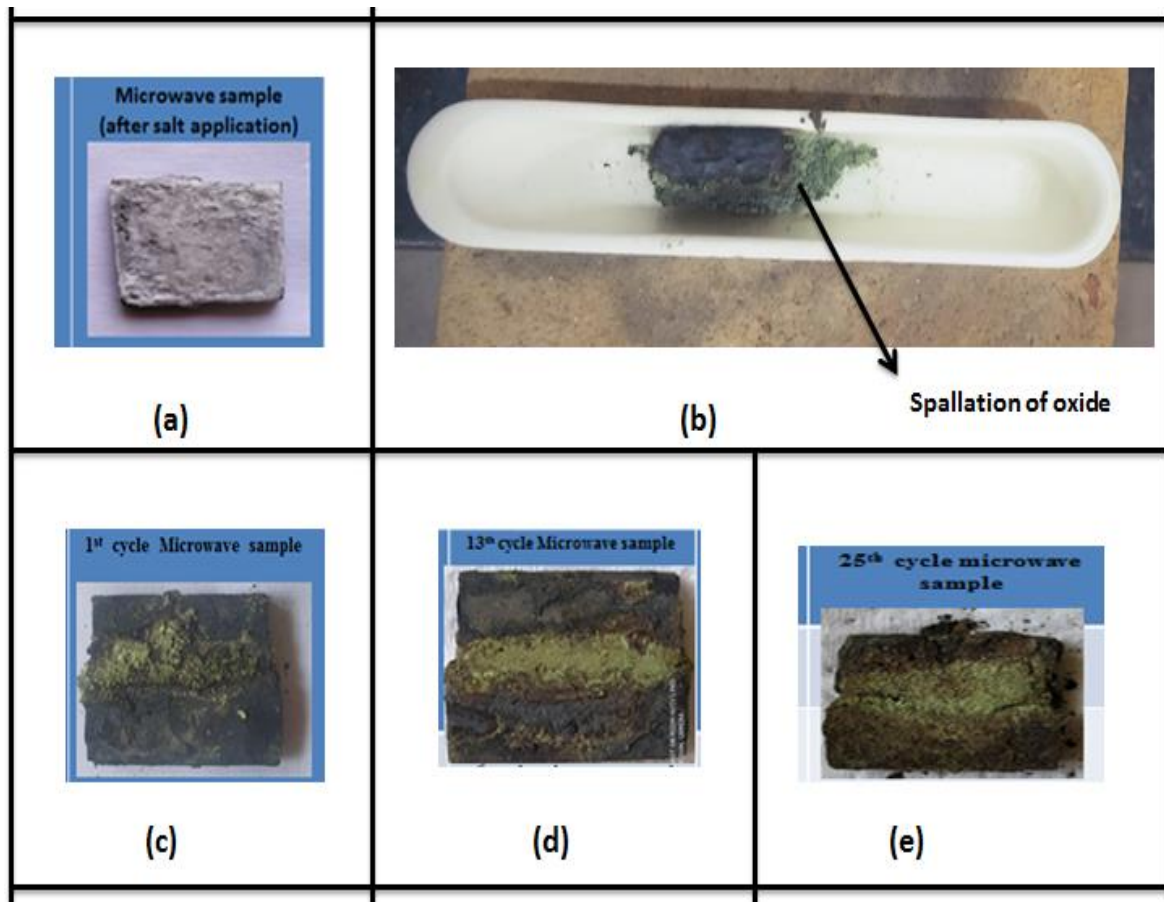 Microwave sample
(after salt application)
(a)
Spallation of oxide
(b)
1st cycle Microwave sample
(c)
13th cycle Microwave sample
(d)
25th cycle microwave
sample
(e)